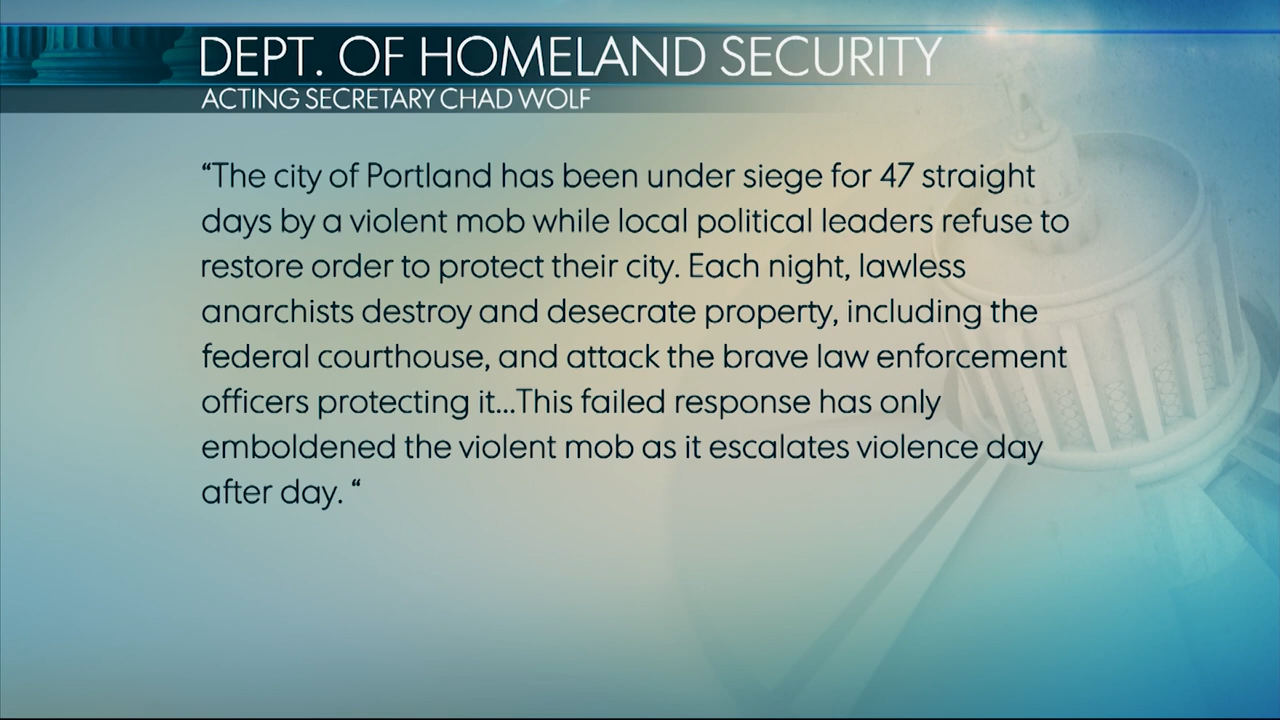 DEPT. OF HOMELAND SECURITY
ACTING SECRETARY CHAD WOLF
“The city of Portland has been under siege for 47 straight
days by a violent mob while local political leaders refuse to
restore order to protect their city. Each night, lawless
anarchists destroy and desecrate property, including the
federal courthouse, and attack the brave law enforcement
officers protecting it...This failed response has only
emboldened the violent mob as it escalates violence day
after day. “